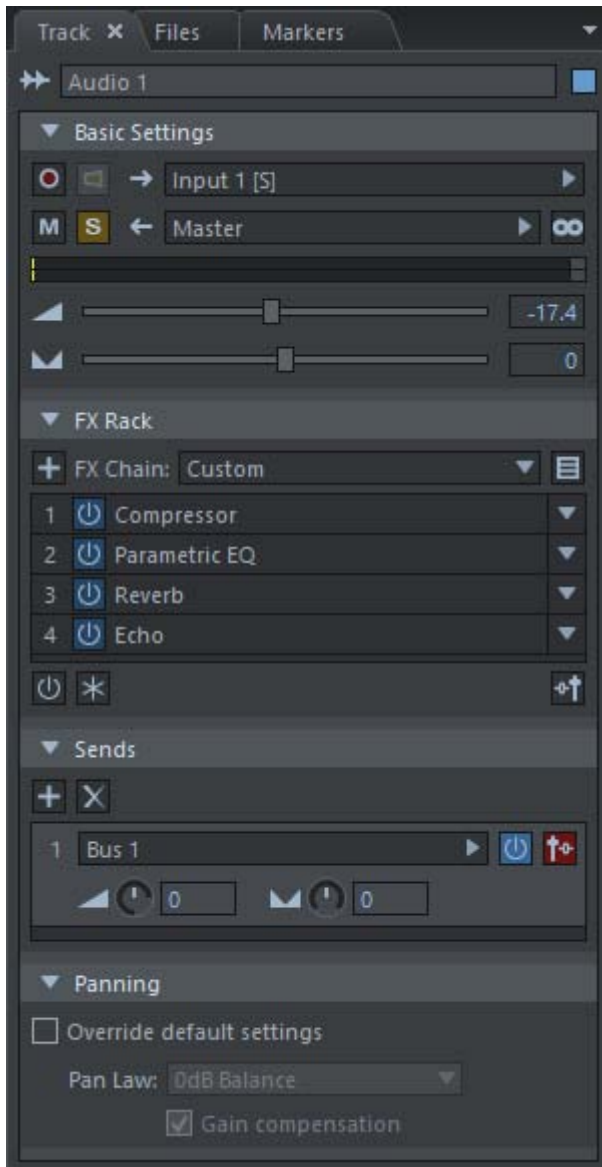 Track Files Markers
Audio 1
Basic Settings
Input 1 [S]
M S Master
-17.4
0
FX Rack
FX Chain: Custom
1 Compressor
2 Parametric EQ
3 Reverb
4 Echo
Sends
1 Bus 1
0 0
Panning
Override default settings
Pan Law: 0dB Balance
Gain compensation